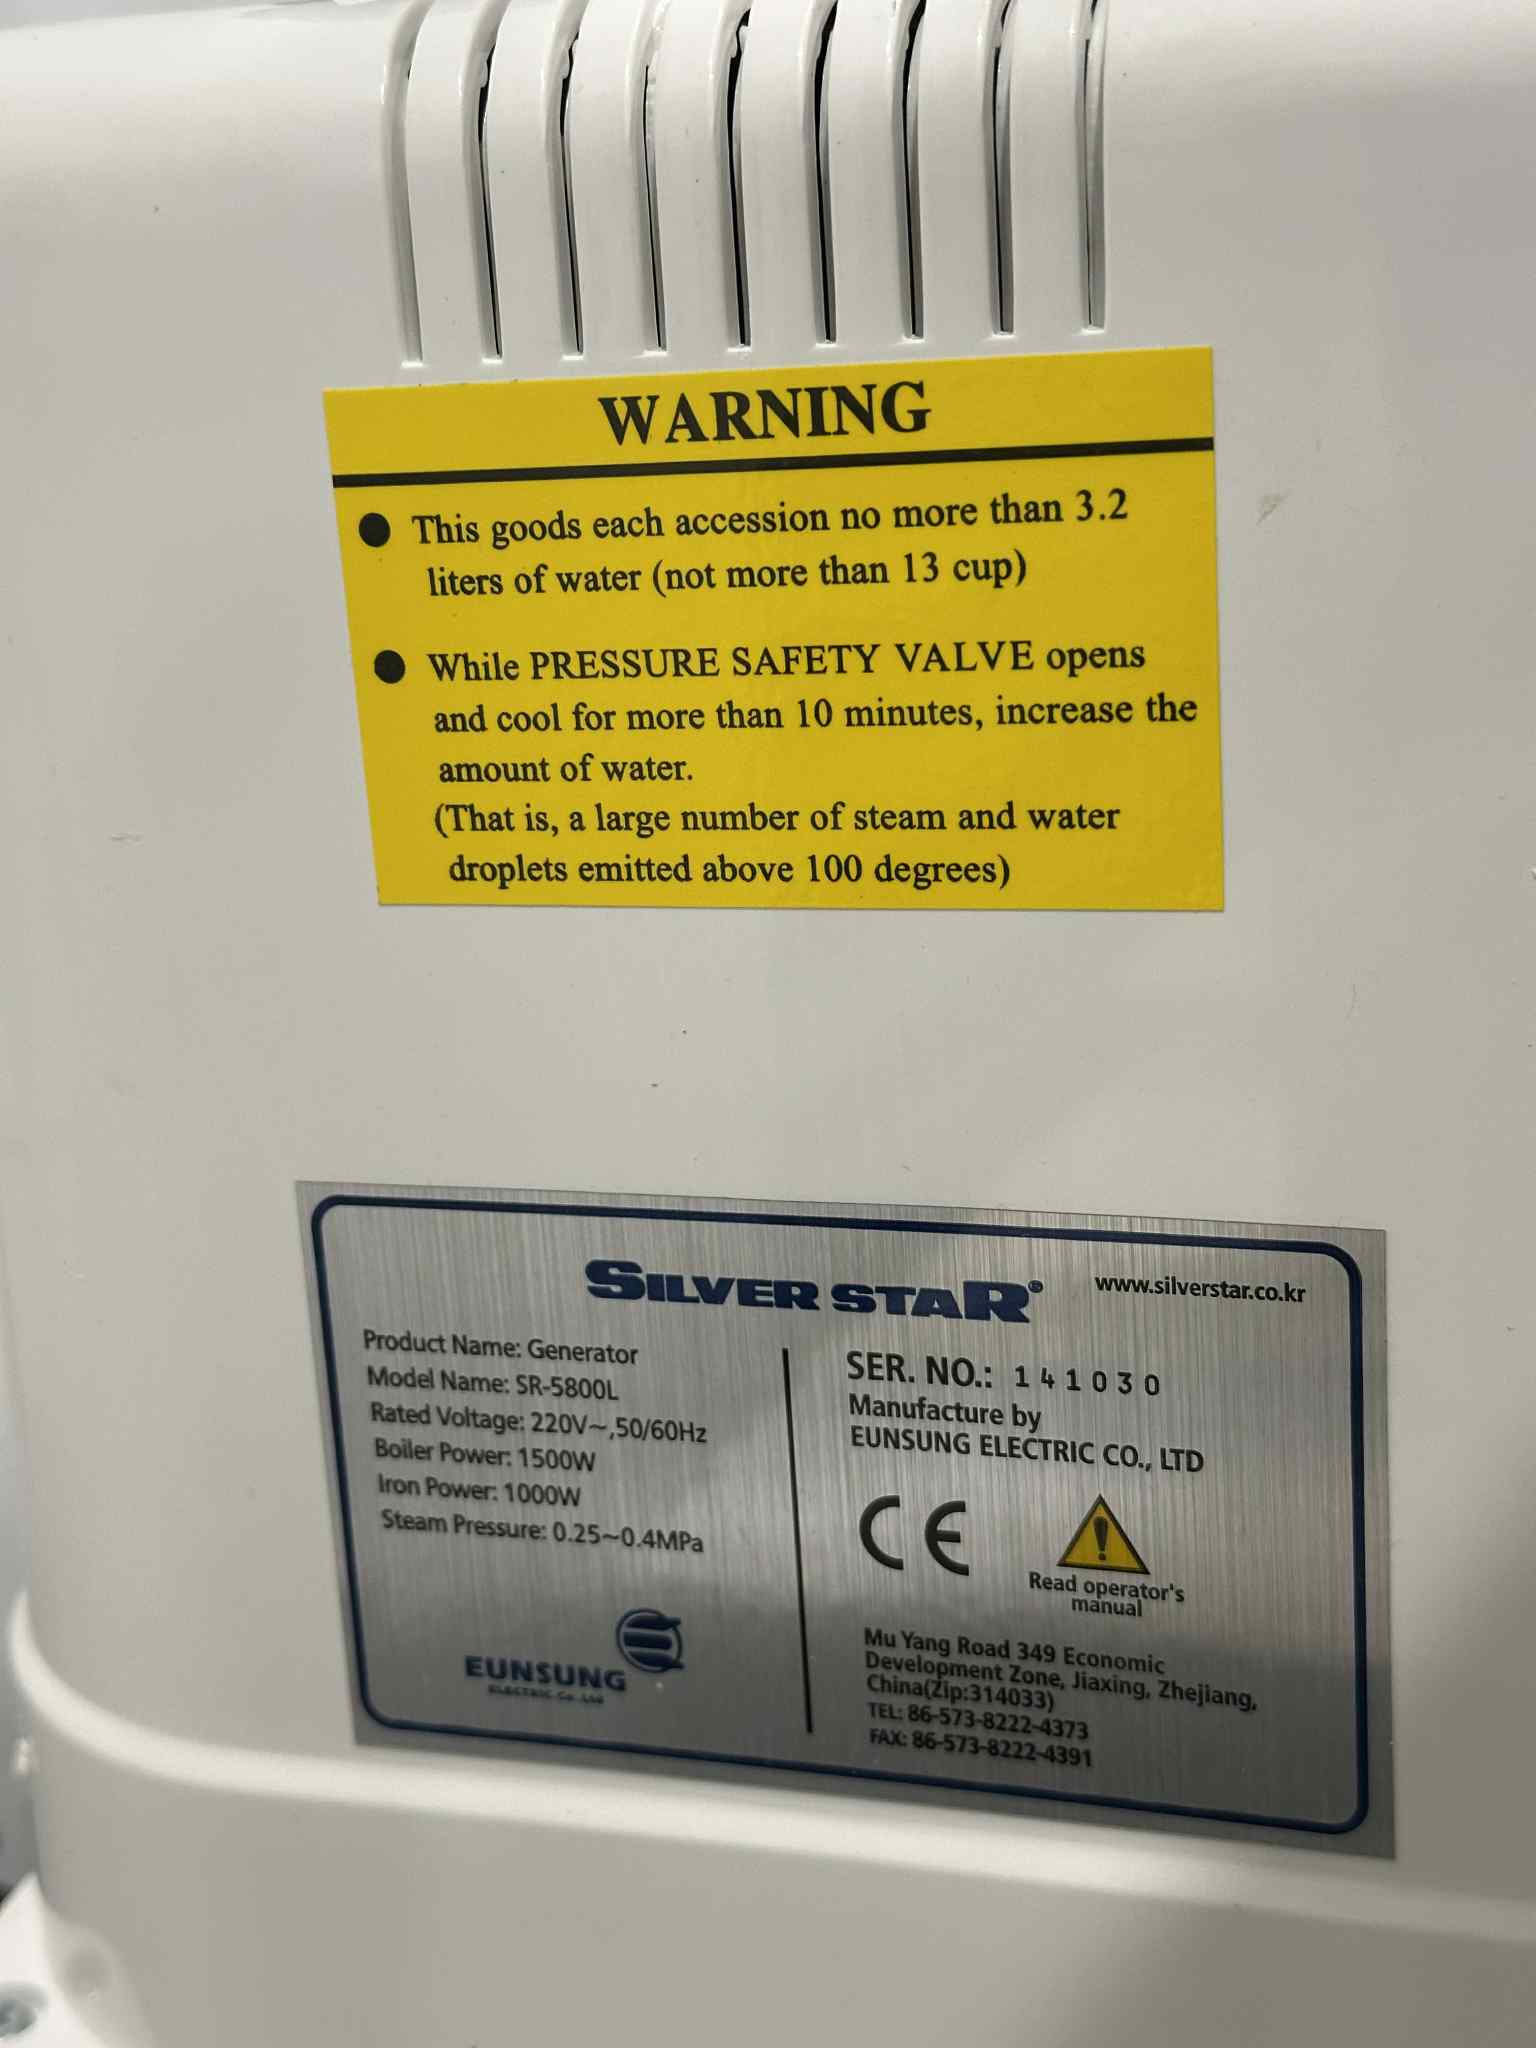 WARNING
● This goods each accession no more than 3.2
liters of water (not more than 13 cup)
● While PRESSURE SAFETY VALVE opens
and cool for more than 10 minutes, increase the
amount of water.
(That is, a large number of steam and water
droplets emitted above 100 degrees)
SILVER STAR®
www.silverstar.co.kr
Product Name: Generator
Model Name: SR-5800L
Rated Voltage: 220V~,50/60Hz
Boiler Power: 1500W
Iron Power: 1000W
Steam Pressure: 0.25~0.4MPa
EUNSUNG
ELECTRIC Co.,Ltd
SER. NO.: 141030
Manufacture by
EUNSUNG ELECTRIC CO., LTD
CE
Read operator's
manual
Mu Yang Road 349 Economic
Development Zone, Jiaxing, Zhejiang,
China(Zip:314033)
TEL: 86-573-8222-4373
FAX: 86-573-8222-4391